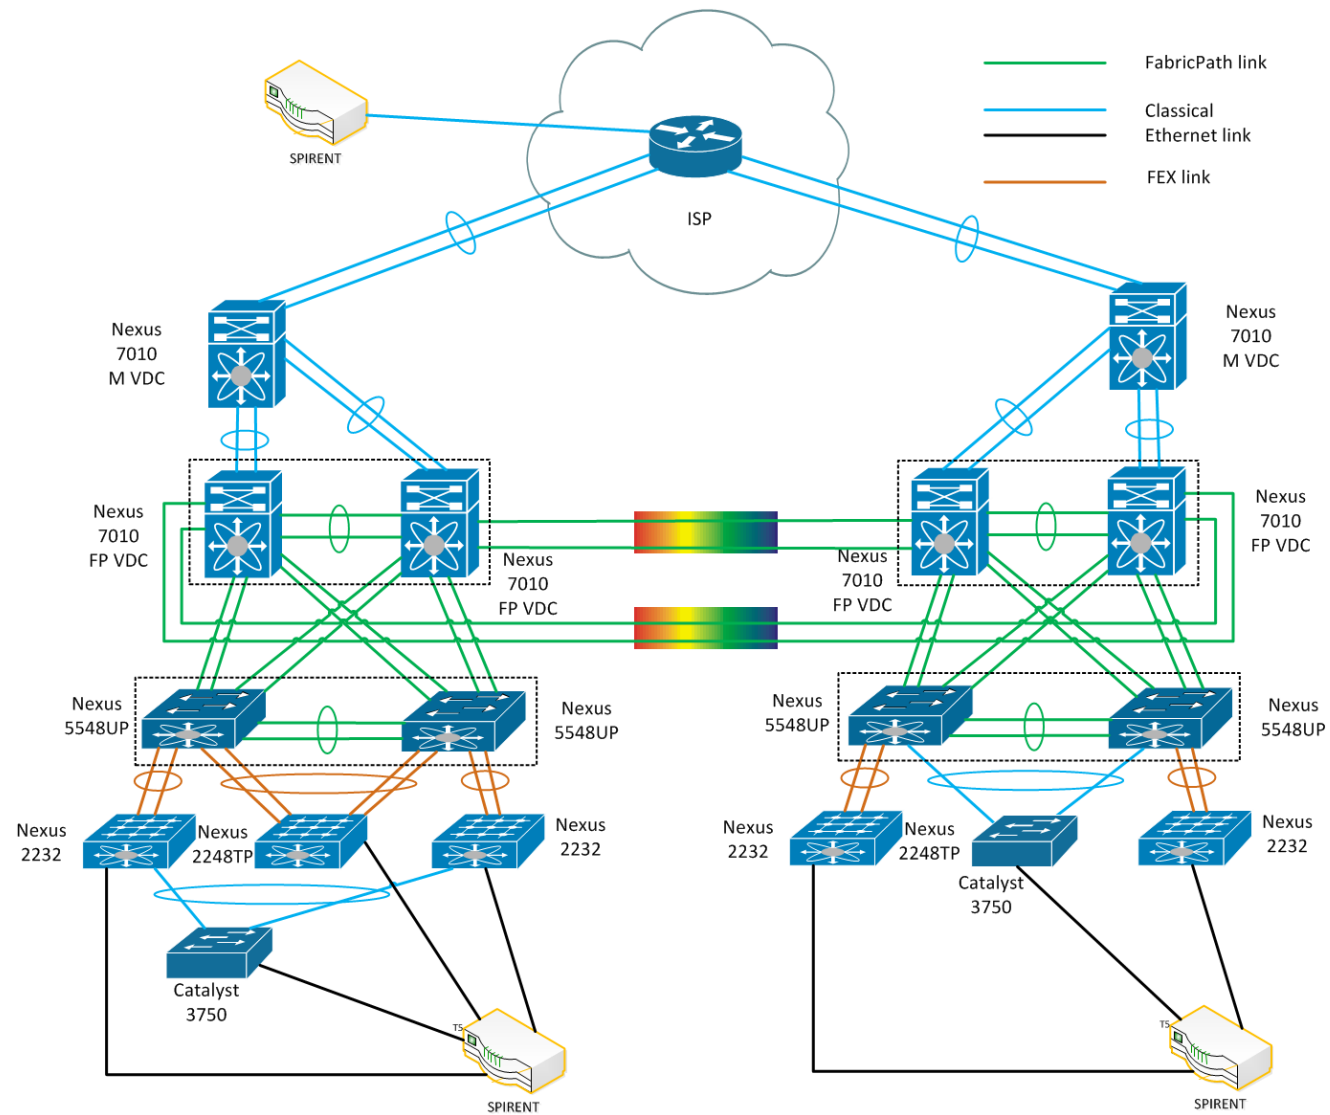 FabricPath link
Classical
Ethernet link
FEX link
SPIRENT
ISP
Nexus
7010
M VDC
Nexus
7010
M VDC
Nexus
7010
FP VDC
Nexus
7010
FP VDC
Nexus
7010
FP VDC
Nexus
7010
FP VDC
Nexus
5548UP
Nexus
5548UP
Nexus
5548UP
Nexus
5548UP
Nexus
2232
Nexus
2248TP
Nexus
2232
Nexus
2232
Nexus
2248TP
Catalyst
3750
Nexus
2232
Catalyst
3750
TS
SPIRENT
TS
SPIRENT